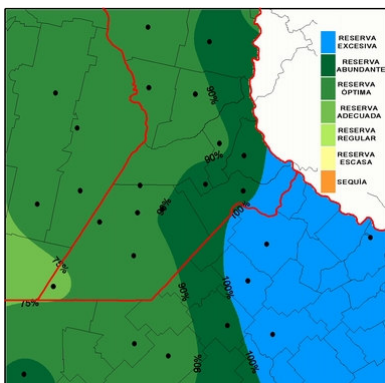 RESERVA
EXCESIVA
RESERVA
ABUNDANTE
RESERVA
ÓPTIMA
RESERVA
ADECUADA
RESERVA
REGULAR
RESERVA
ESCASA
SEQUÍA
90%
90%
90%
100%
75%
75%
90%
100%
90%
100%